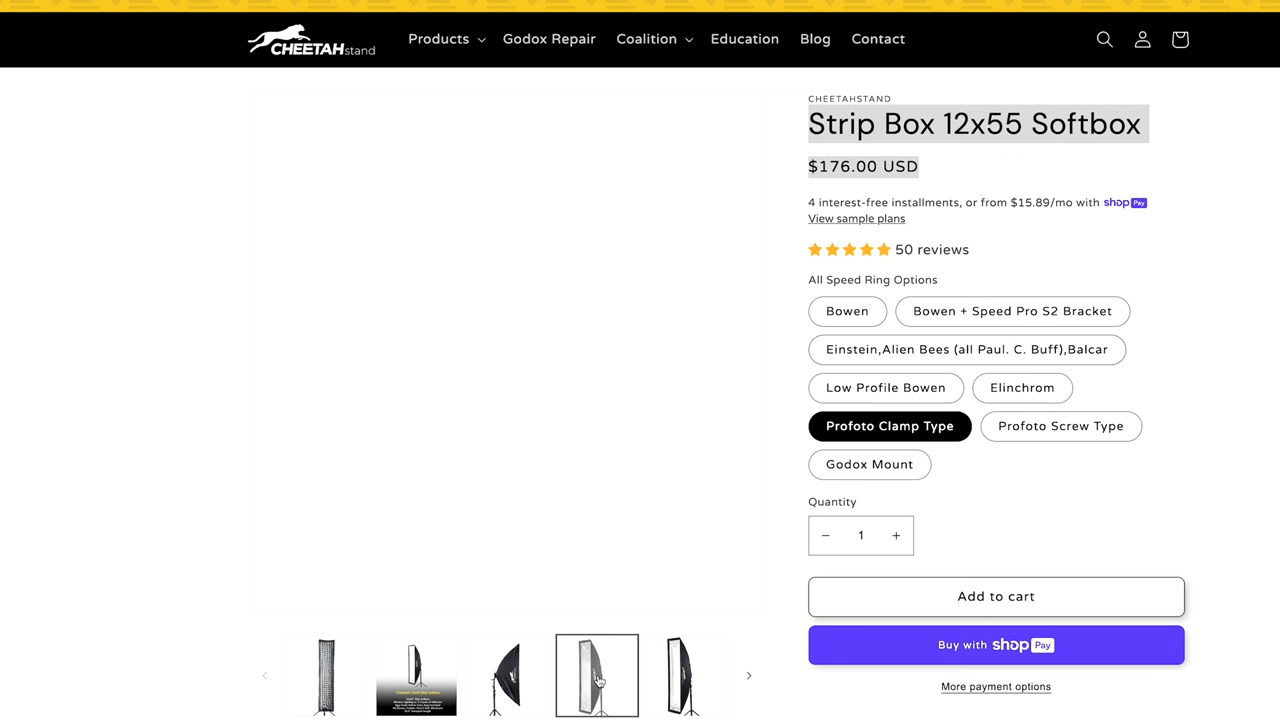 CHEETAHstand
Products
Godox Repair
Coalition
Education
Blog
Contact
CHEETAHSTAND
Strip Box 12x55 Softbox
$176.00 USD
4 interest-free installments, or from $15.89/mo with shop Pay
View sample plans
50 reviews
All Speed Ring Options
Bowen
Bowen + Speed Pro S2 Bracket
Einstein,Alien Bees (all Paul. C. Buff),Balcar
Low Profile Bowen
Elinchrom
Profoto Clamp Type
Profoto Screw Type
Godox Mount
Quantity
− 1 +
Add to cart
Buy with shop Pay
More payment options